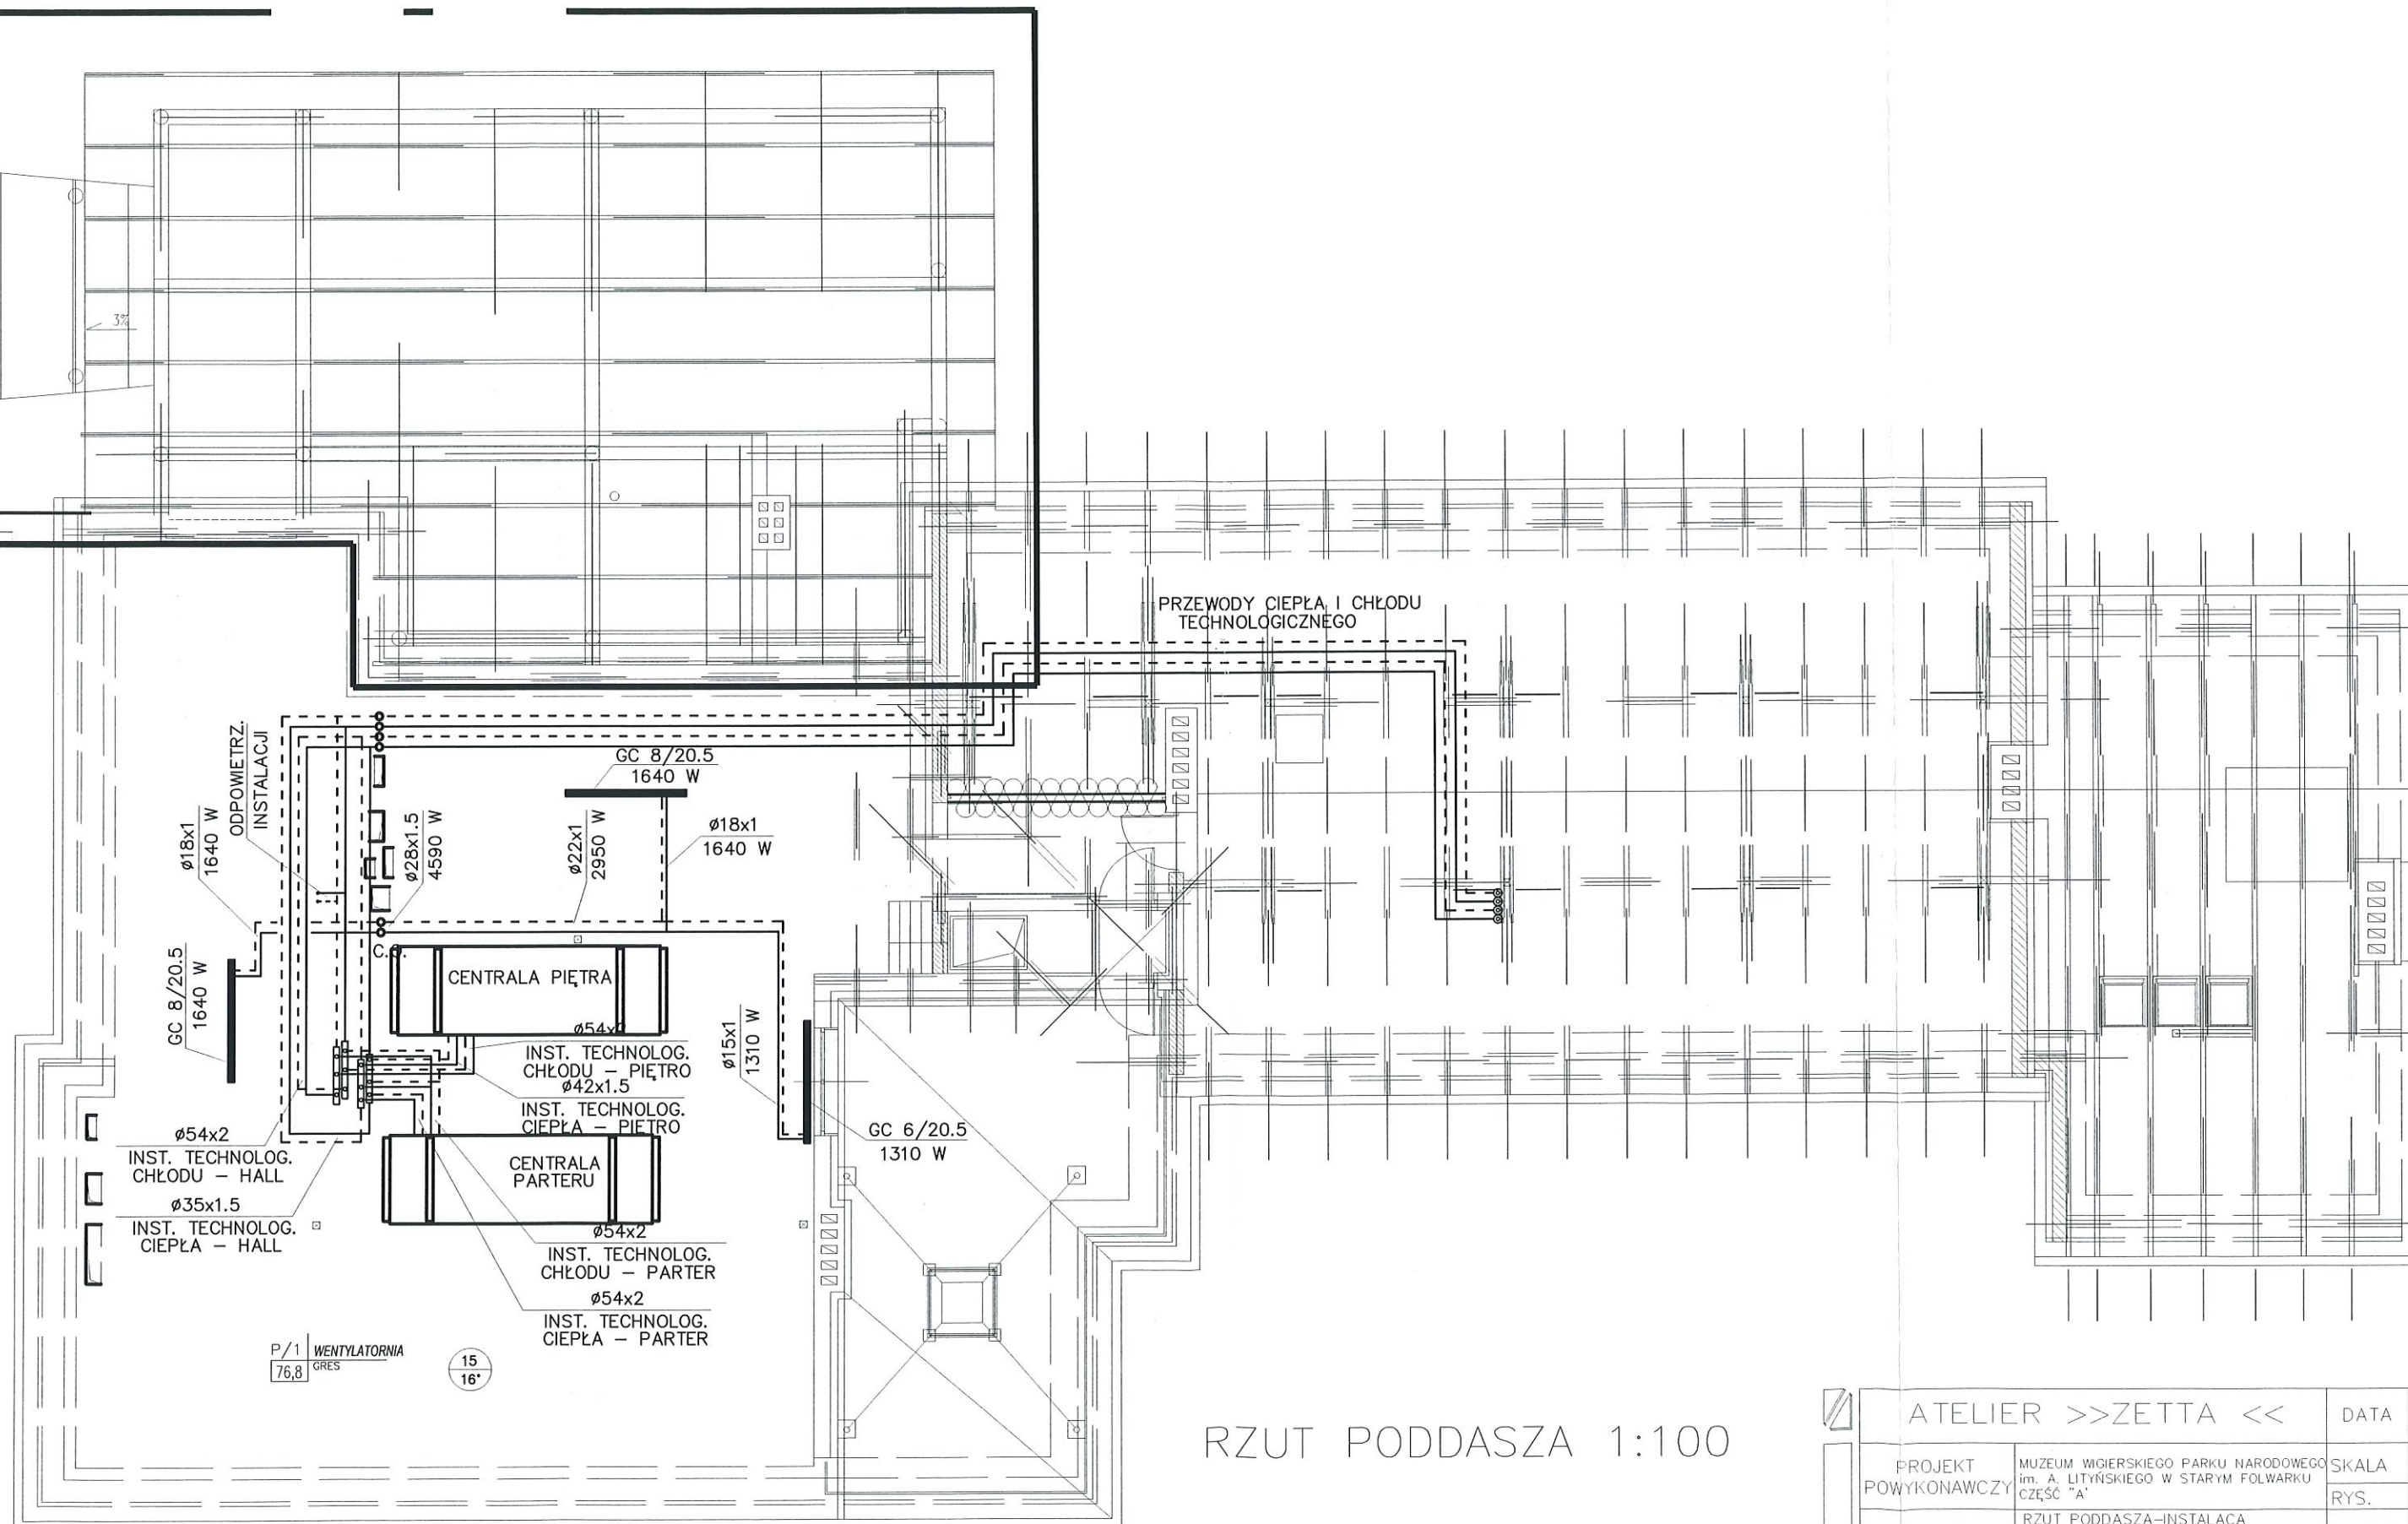 3%
PRZEWODY CIEPŁA I CHŁODU
TECHNOLOGICZNEGO
ODPOWIETRZ.
INSTALACJI
GC 8/20.5
1640 W
ø18x1
1640 W
ø28x1.5
4590 W
ø22x1
2950 W
ø18x1
1640 W
C.O.
GC 8/20.5
1640 W
CENTRALA PIĘTRA
ø54x2
INST. TECHNOLOG.
CHŁODU – PIĘTRO
ø42x1.5
INST. TECHNOLOG.
CIEPŁA – PIĘTRO
ø15x1
1310 W
GC 6/20.5
1310 W
ø54x2
INST. TECHNOLOG.
CHŁODU – HALL
ø35x1.5
INST. TECHNOLOG.
CIEPŁA – HALL
CENTRALA
PARTERU
ø54x2
INST. TECHNOLOG.
CHŁODU – PARTER
ø54x2
INST. TECHNOLOG.
CIEPŁA – PARTER
P/1 WENTYLATORNIA
76,8 GRES
15
16°
RZUT PODDASZA 1:100
ATELIER >>ZETTA <<
DATA
PROJEKT
POWYKONAWCZY
MUZEUM WIGIERSKIEGO PARKU NARODOWEGO
im. A. LITYŃSKIEGO W STARYM FOLWARKU
CZĘŚĆ "A"
SKALA
RYS.
RZUT PODDASZA–INSTALACA